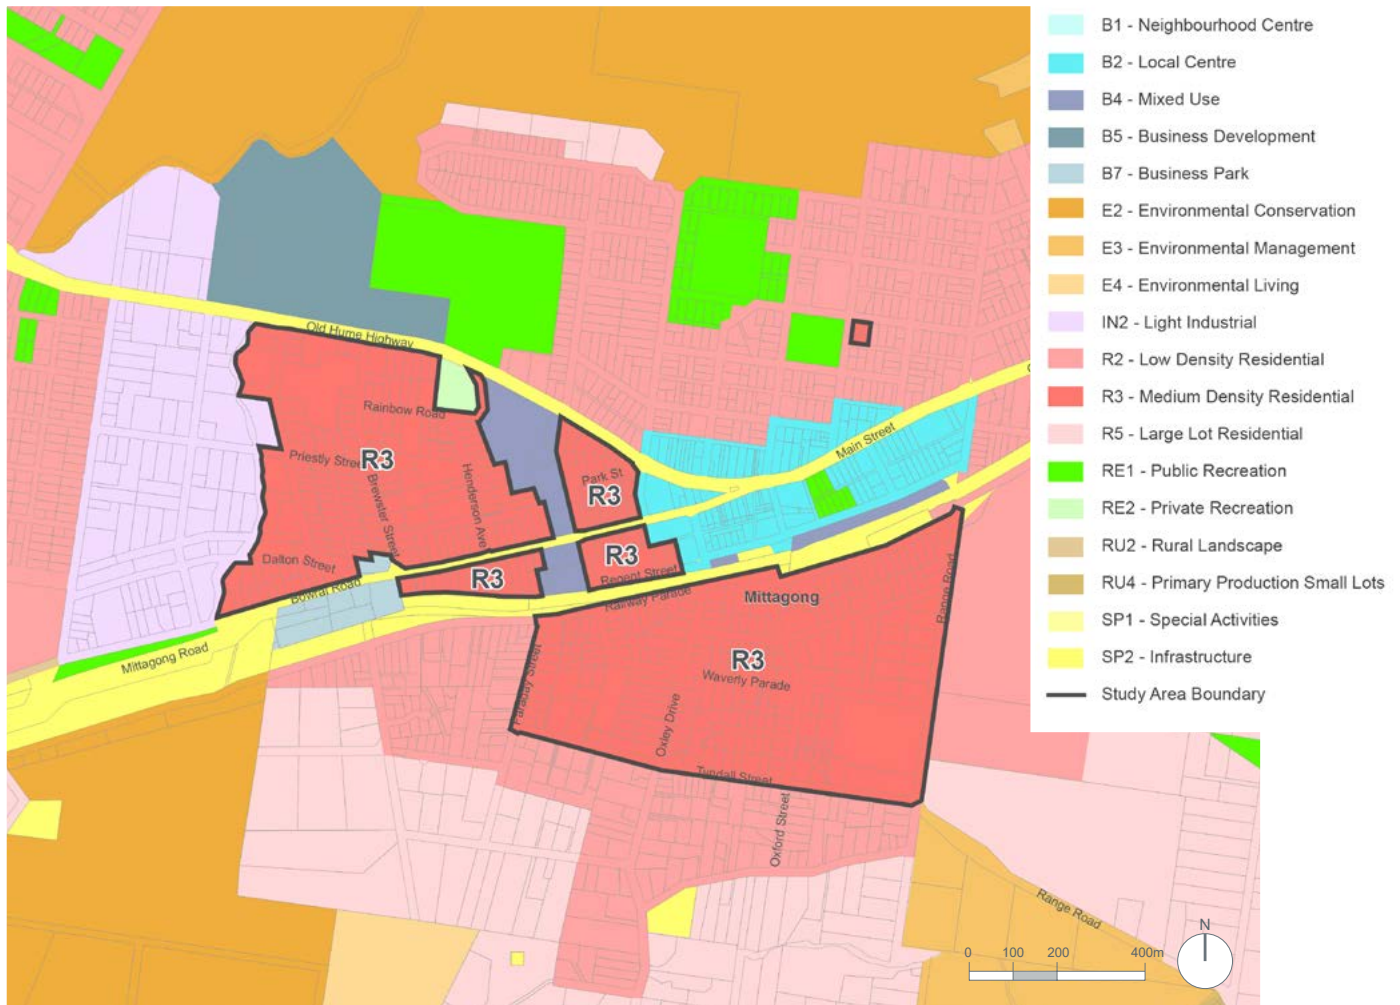 B1 - Neighbourhood Centre
B2 - Local Centre
B4 - Mixed Use
B5 - Business Development
B7 - Business Park
E2 - Environmental Conservation
E3 - Environmental Management
E4 - Environmental Living
IN2 - Light Industrial
R2 - Low Density Residential
R3 - Medium Density Residential
R5 - Large Lot Residential
RE1 - Public Recreation
RE2 - Private Recreation
RU2 - Rural Landscape
RU4 - Primary Production Small Lots
SP1 - Special Activities
SP2 - Infrastructure
Study Area Boundary
Old Hume Highway
Rainbow Road
Priestly Street
R3
Brewster Street
Henderson Ave
Park St
R3
Main Street
Dalton Street
R3
R3
Regent Street
Bowral Road
Railway Parade
Mittagong
Range Road
Mittagong Road
Faraday Street
R3
Waverly Parade
Oxley Drive
Tyndall Street
Oxford Street
Range Road
N
0 100 200 400m